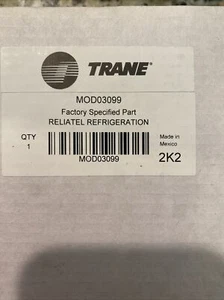 TRANE®
MOD03099
Factory Specified Part
RELIATEL REFRIGERATION
QTY
1
Made in
Mexico
MOD03099
2K2